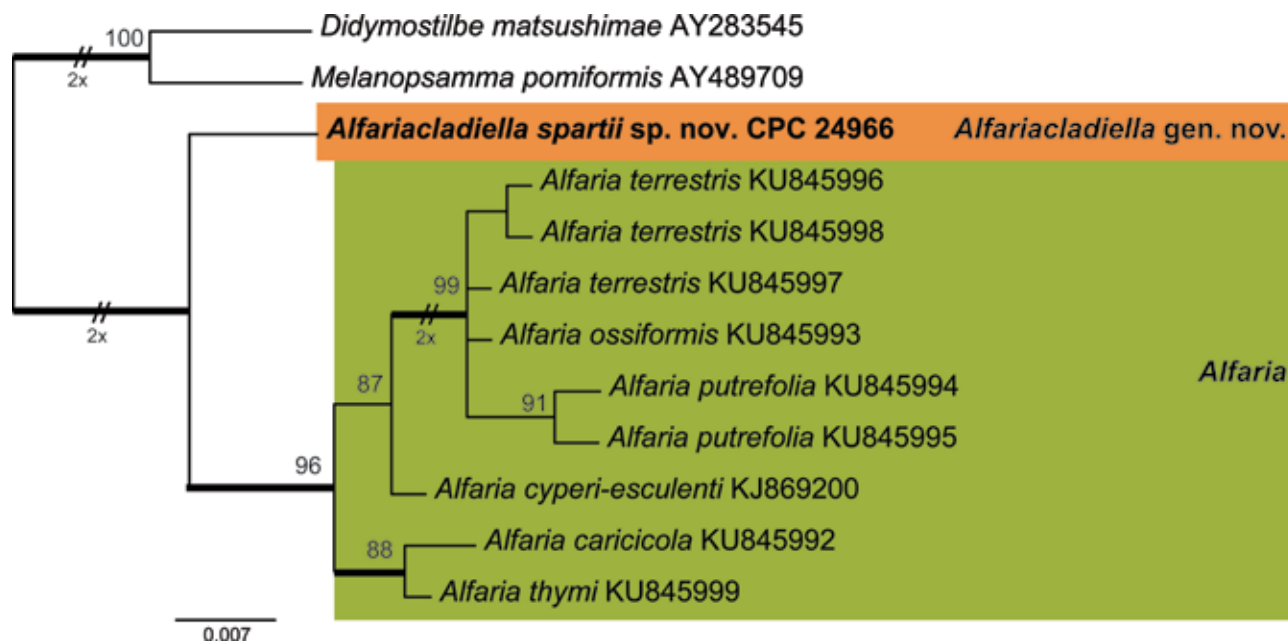 Didymostilbe matsushimae AY283545
100
2x
Melanopsamma pomiformis AY489709
Alfariacladiella spartii sp. nov. CPC 24966 Alfariacladiella gen. nov.
Alfaria terrestris KU845996
Alfaria terrestris KU845998
99
Alfaria terrestris KU845997
2x
2x
Alfaria ossiformis KU845993
Alfaria
87
Alfaria putrefolia KU845994
91
Alfaria putrefolia KU845995
96
Alfaria cyperi-esculenti KJ869200
Alfaria caricicola KU845992
88
Alfaria thymi KU845999
0.007